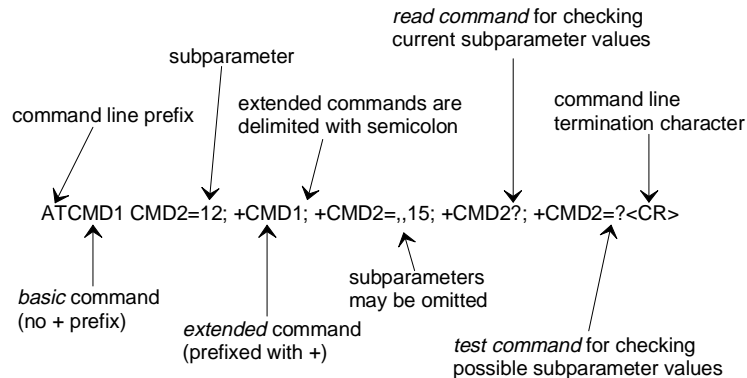 read command for checking
current subparameter values
subparameter
command line prefix
extended commands are
delimited with semicolon
command line
termination character
ATCMD1 CMD2=12; +CMD1; +CMD2=,,15; +CMD2?; +CMD2=?<CR>
basic command
(no + prefix)
extended command
(prefixed with +)
subparameters
may be omitted
test command for checking
possible subparameter values